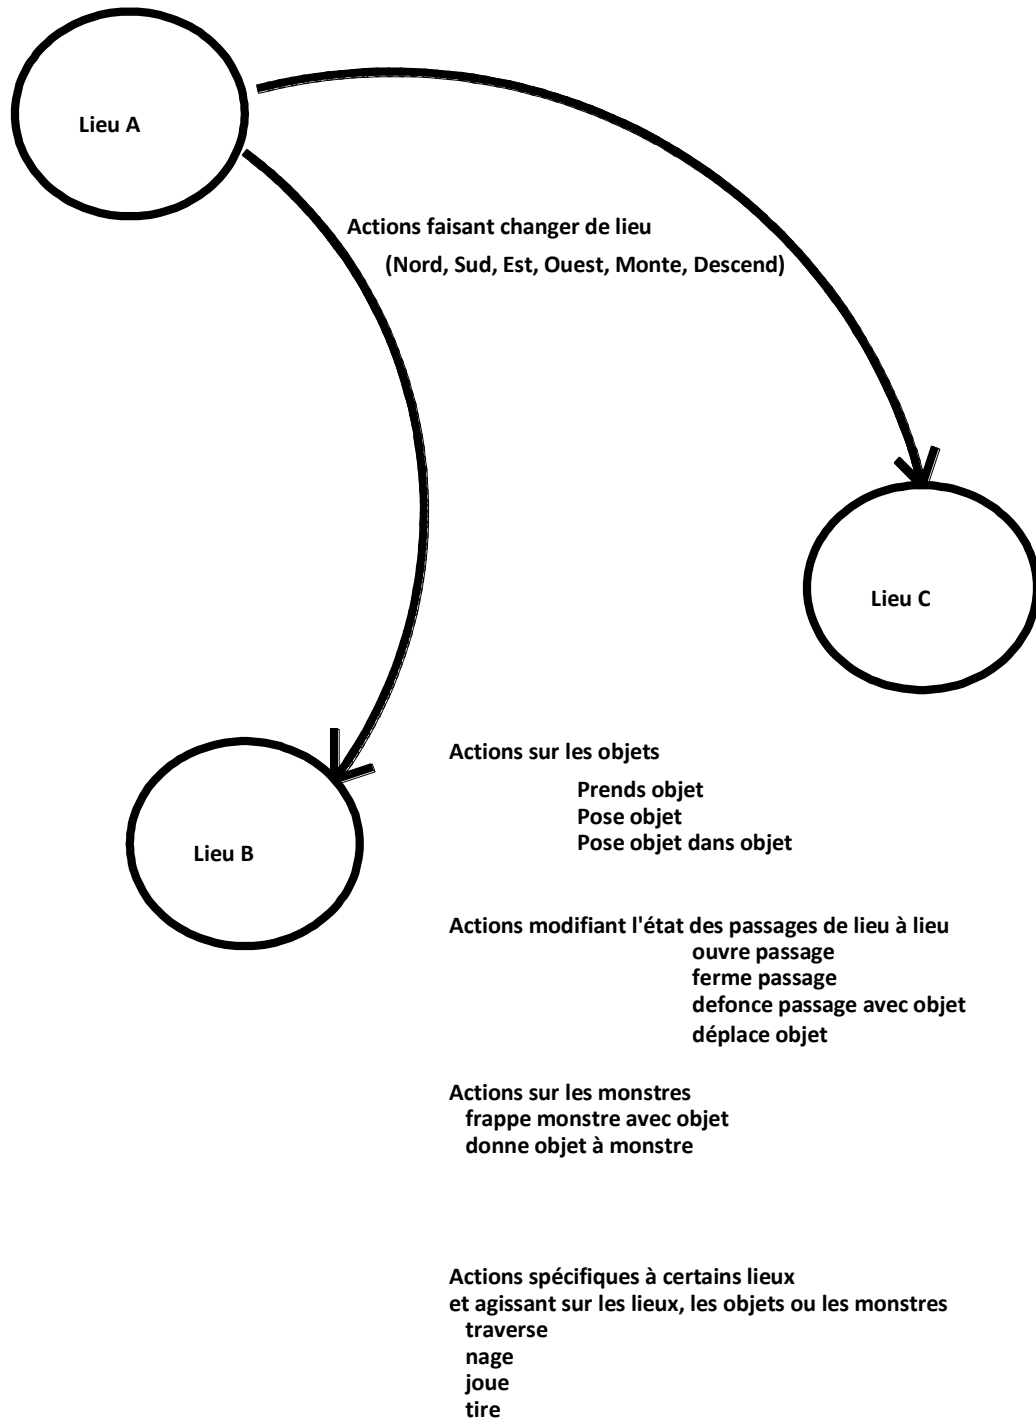 Lieu A
Actions faisant changer de lieu
(Nord, Sud, Est, Ouest, Monte, Descend)
Lieu C
Lieu B
Actions sur les objets
Prends objet
Pose objet
Pose objet dans objet
Actions modifiant l'état des passages de lieu à lieu
ouvre passage
ferme passage
defonce passage avec objet
déplace objet
Actions sur les monstres
frappe monstre avec objet
donne objet à monstre
Actions spécifiques à certains lieux
et agissant sur les lieux, les objets ou les monstres
traverse
nage
joue
tire